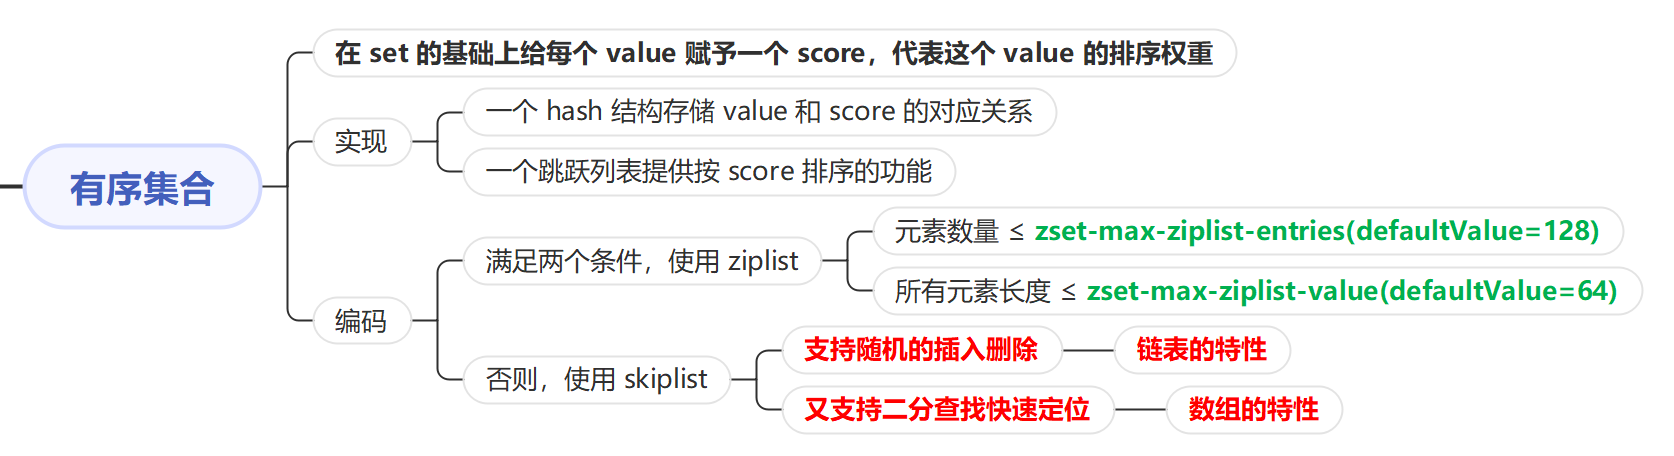 有序集合
在 set 的基础上给每个 value 赋予一个 score，代表这个 value 的排序权重
实现
一个 hash 结构存储 value 和 score 的对应关系
一个跳跃列表提供按 score 排序的功能
编码
满足两个条件，使用 ziplist
元素数量 ≤ zset-max-ziplist-entries(defaultValue=128)
所有元素长度 ≤ zset-max-ziplist-value(defaultValue=64)
否则，使用 skiplist
支持随机的插入删除
链表的特性
又支持二分查找快速定位
数组的特性